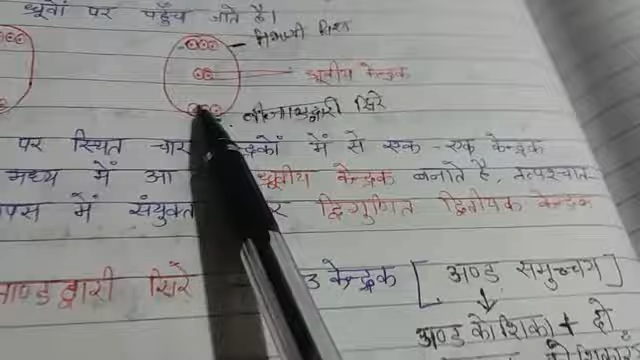 ध्रुवों पर पहुँच जाते है।
निभागी सिरा
ध्रुवीय केन्द्रक
बीजाण्डद्वारी सिरे
पर स्थित चार केन्द्रकों में से एक-एक केन्द्रक
मध्य में आ ध्रुवीय केन्द्रक बनाते है, तत्पश्चात
पस में संयुक्त र द्विगुणित द्वितीयक केन्द्रक
ाण्डद्वारी सिरे 3 केन्द्रक [ अण्ड समुच्चय ]
अण्ड कोशिका + दो